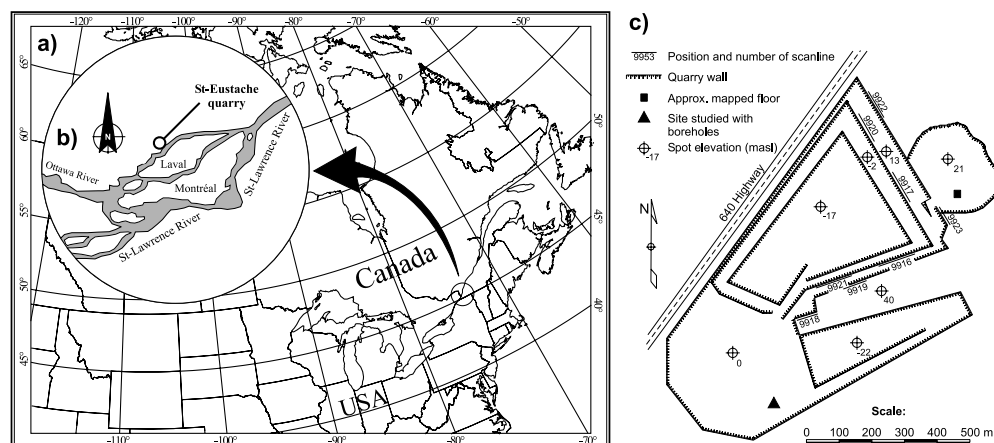 a)
-120° -110° -100° -90° -80° -70° -60° -50°
65°
60°
55°
50°
45°
50°
45°
40°
-110° -100° -90° -80° -70°
b)
N
St-Eustache
quarry
Ottawa River
Laval
Montréal
St-Lawrence River
St-Lawrence River
Canada
USA
c)
9953 Position and number of scanline
Quarry wall
Approx. mapped floor
Site studied with
boreholes
-17 Spot elevation (masl)
N
640 Highway
9922
9920
13
-2
9917
21
-17
9923
9916
9921
9919
40
9918
-22
0
Scale:
0 100 200 300 400 500 m